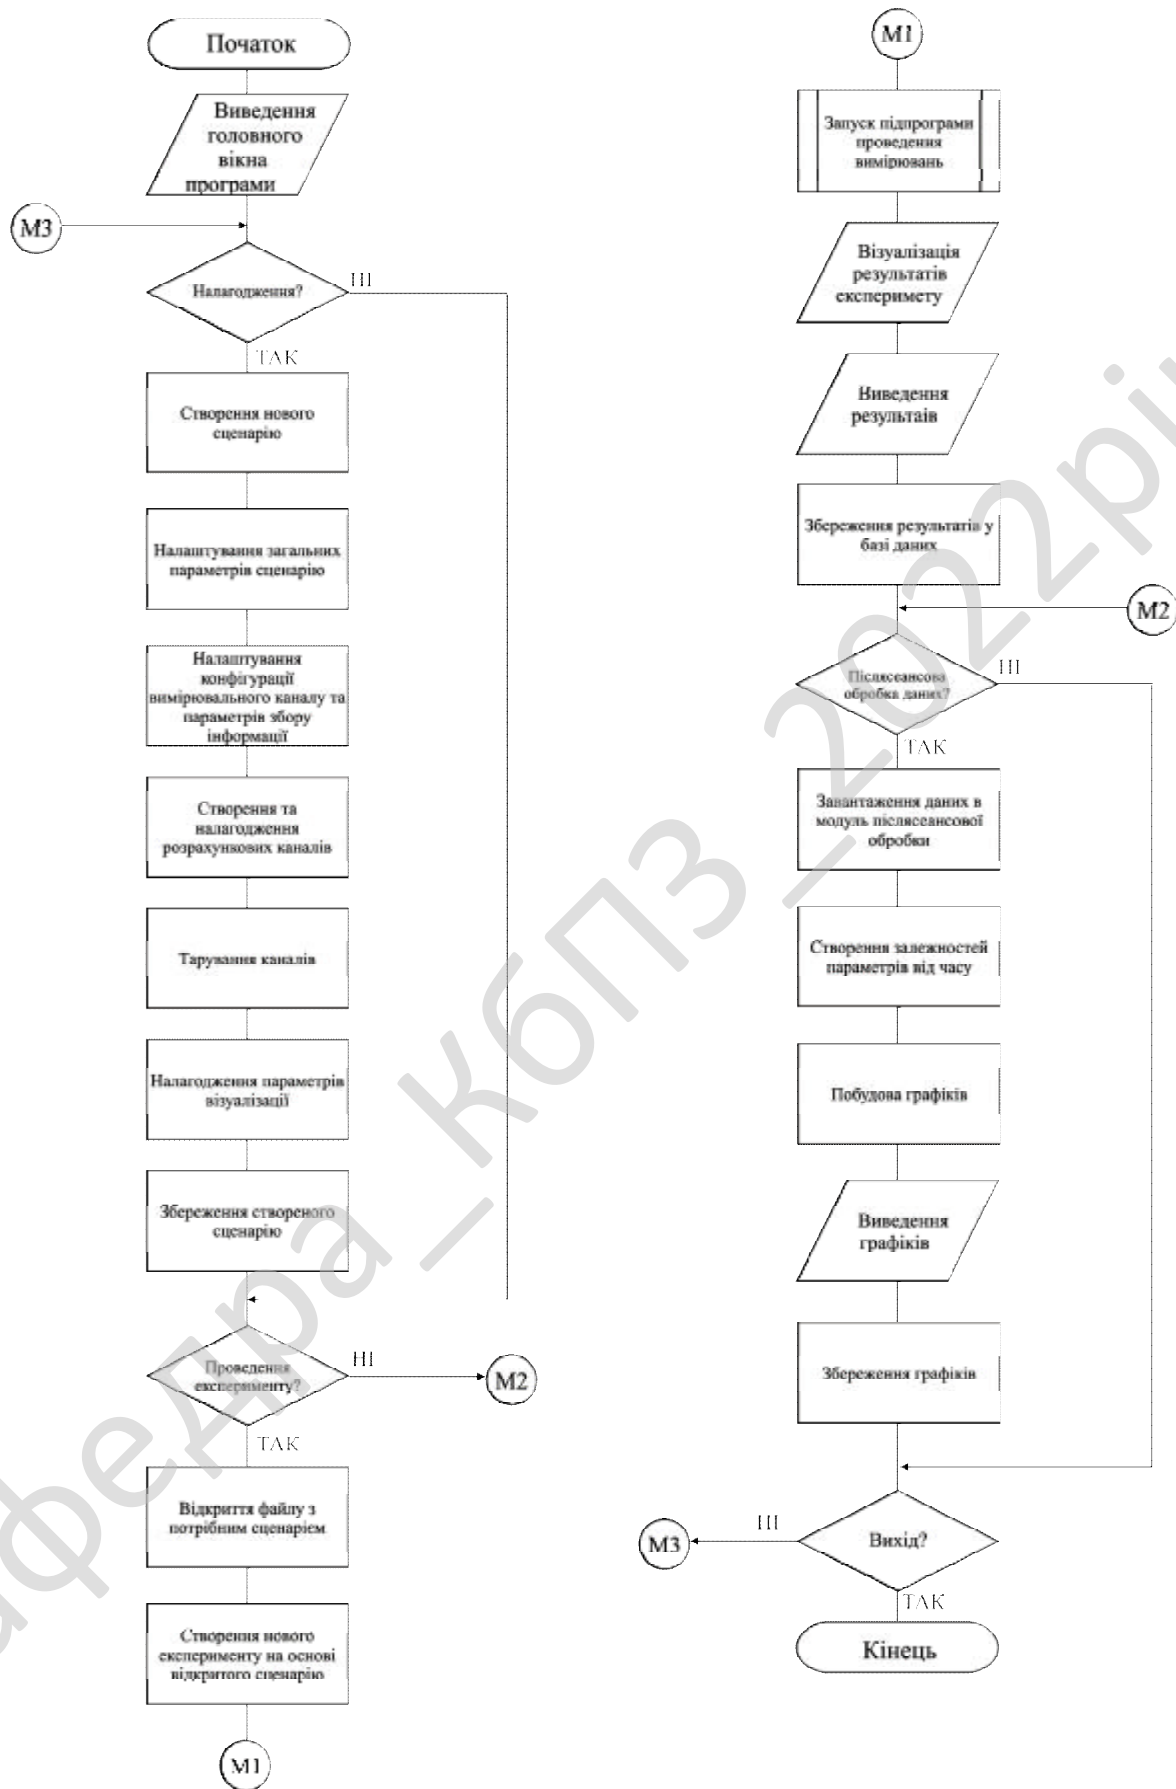 Початок
Виведення
головного
вікна
програми
М3
Налагодження?
НІ
ТАК
Створення нового
сценарію
Налаштування загальних
параметрів сценарію
Налаштування
конфігурації
вимірювального каналу та
параметрів збору
інформації
Створення та
налагодження
розрахункових каналів
Тарування каналів
Налагодження параметрів
візуалізації
Збереження створеного
сценарію
Проведення
експерименту?
НІ
М2
ТАК
Відкриття файлу з
потрібним сценарієм
Створення нового
експерименту на основі
відкритого сценарію
М1
М1
Запуск підпрограми
проведення
вимірювань
Візуалізація
результатів
експеримету
Виведення
результаів
Збереження результатів у
базі даних
М2
Післясеансова
обробка даних?
НІ
ТАК
Завантаження даних в
модуль післясеансової
обробки
Створення залежностей
параметрів від часу
Побудова графіків
Виведення
графіків
Збереження графіків
Вихід?
НІ
М3
ТАК
Кінець
афедра_КбПЗ_2022рі